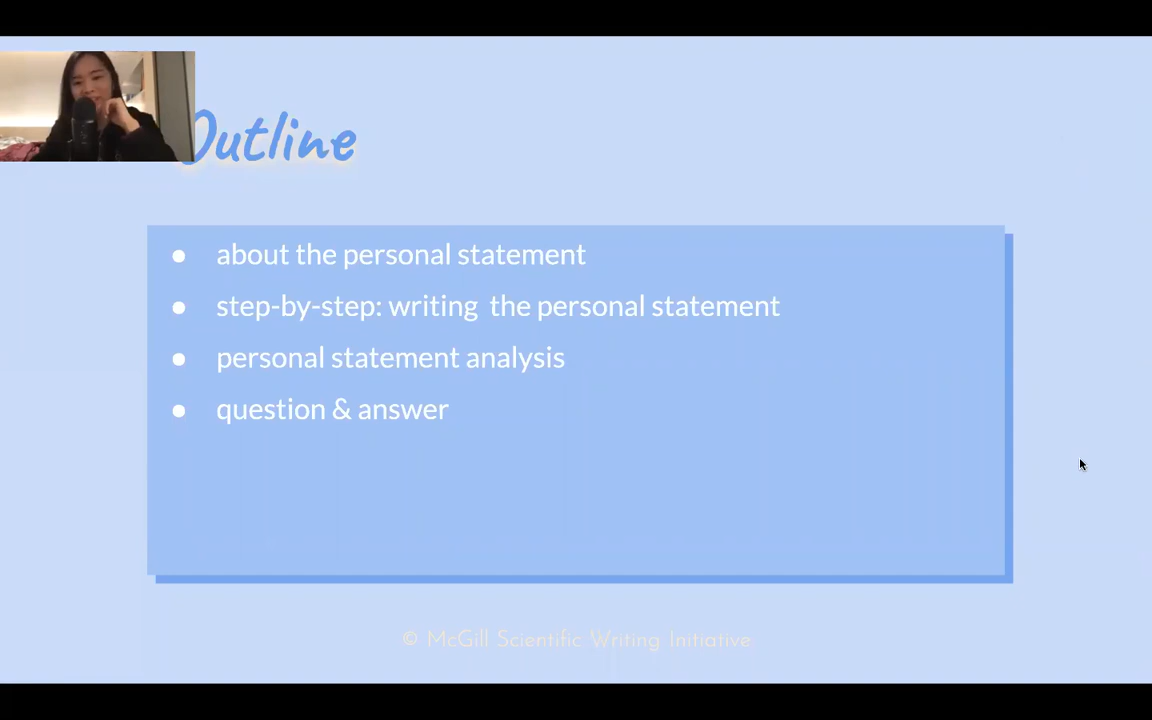 Outline
● about the personal statement
● step-by-step: writing  the personal statement
● personal statement analysis
● question & answer
© McGill Scientific Writing Initiative